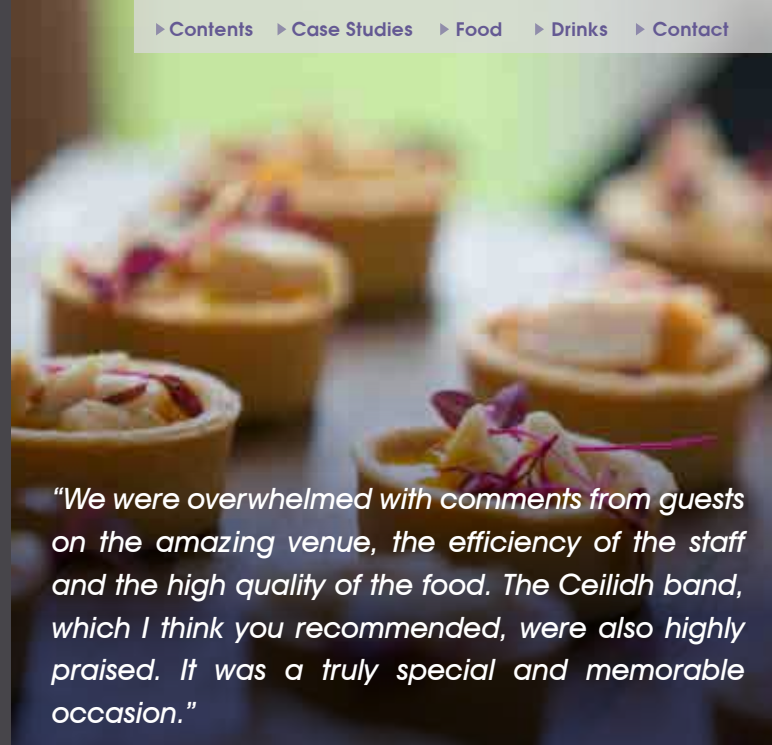 Contents Case Studies Food Drinks Contact
“We were overwhelmed with comments from guests
on the amazing venue, the efficiency of the staff
and the high quality of the food. The Ceilidh band,
which I think you recommended, were also highly
praised. It was a truly special and memorable
occasion.”